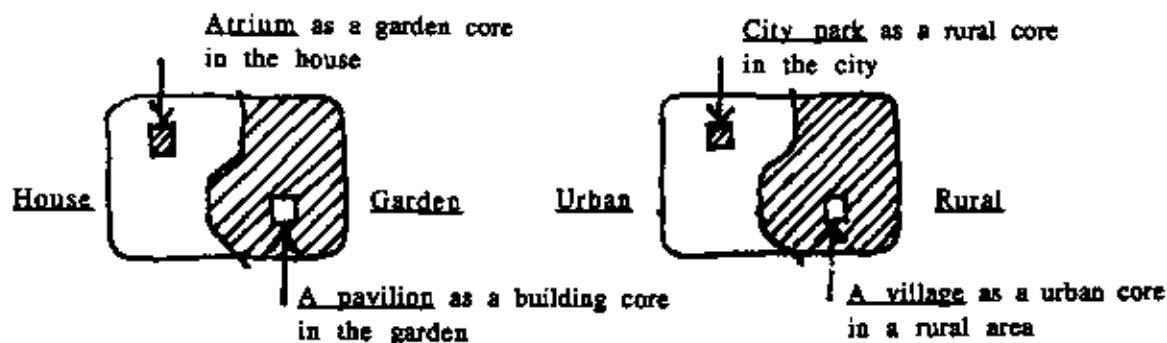 Atrium as a garden core
in the house
House
Garden
A pavilion as a building core
in the garden
City park as a rural core
in the city
Urban
Rural
A village as a urban core
in a rural area